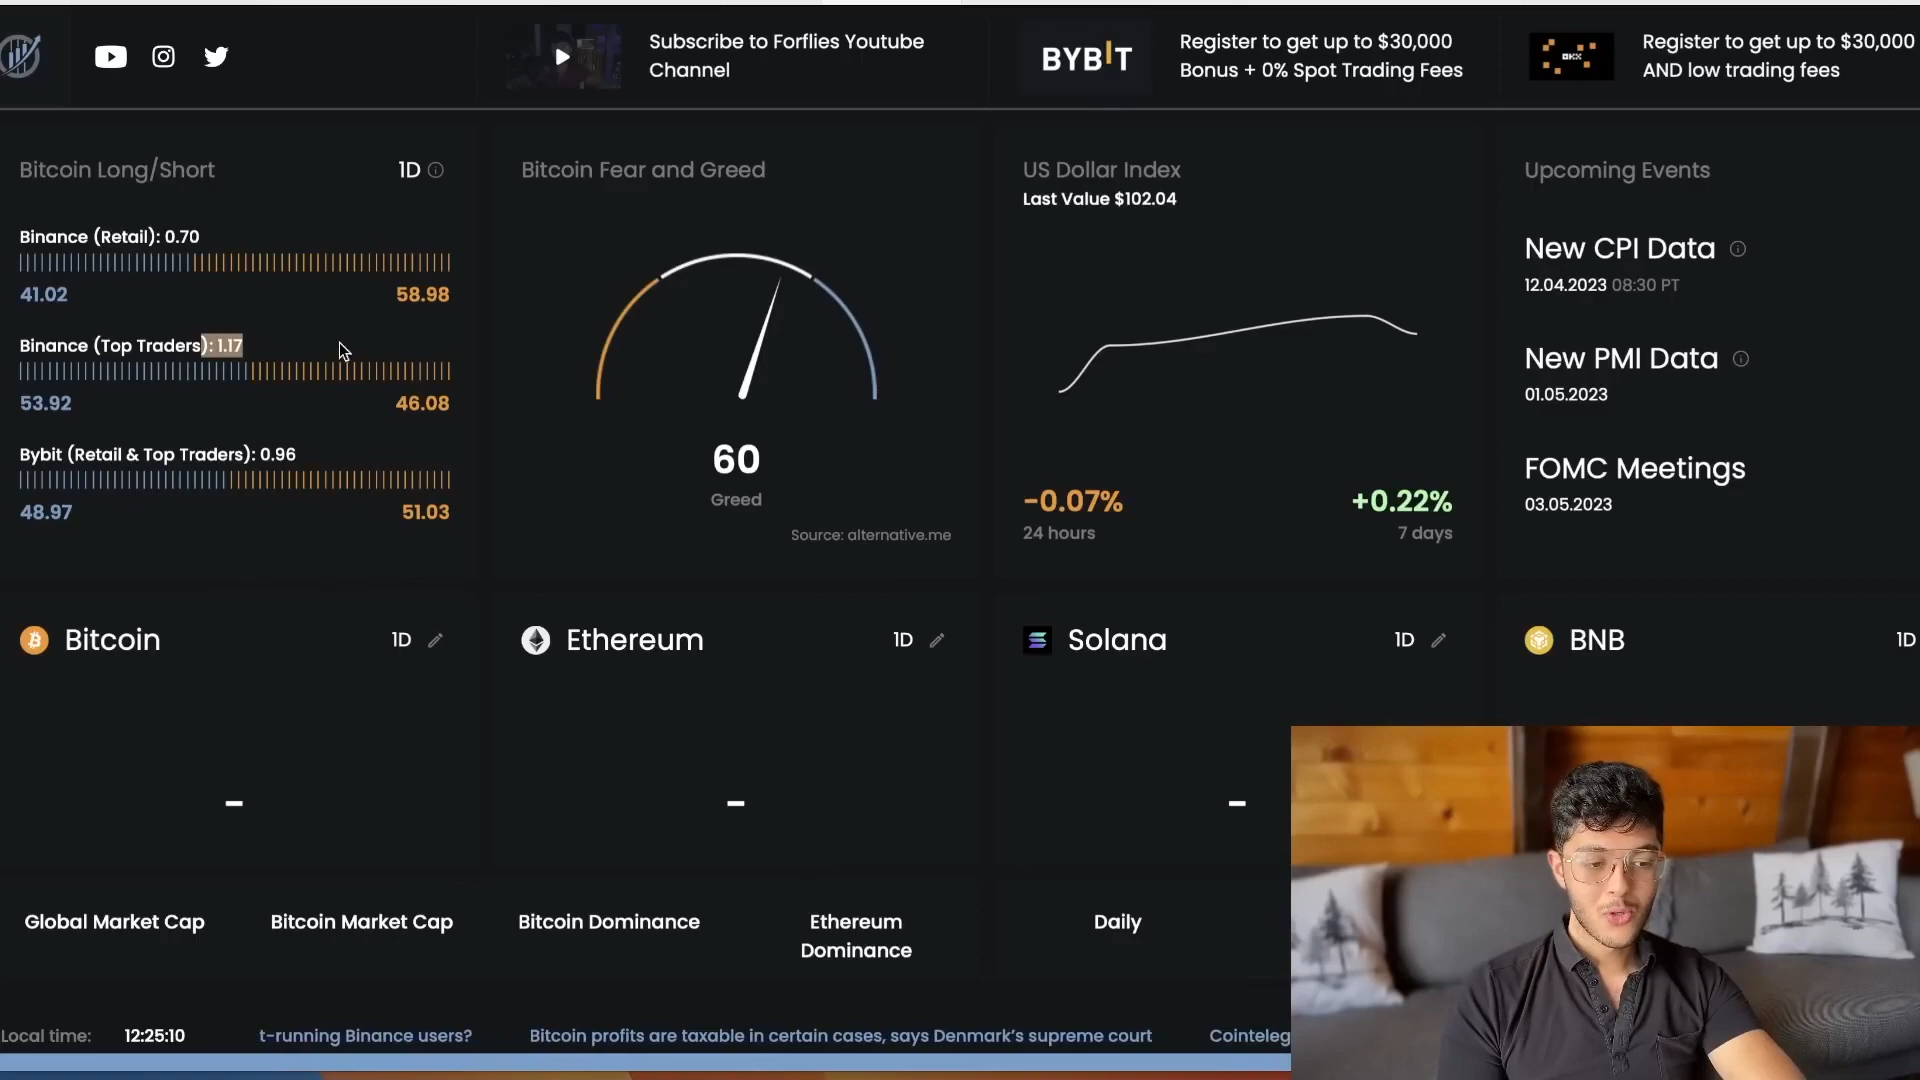 Subscribe to Forflies Youtube
Channel
BYBIT
Register to get up to $30,000
Bonus + 0% Spot Trading Fees
OKX
Register to get up to $30,000
AND low trading fees
Bitcoin Long/Short
1D
Binance (Retail): 0.70
41.02
58.98
Binance (Top Traders): 1.17
53.92
46.08
Bybit (Retail & Top Traders): 0.96
48.97
51.03
Bitcoin Fear and Greed
60
Greed
Source: alternative.me
US Dollar Index
Last Value $102.04
-0.07%
24 hours
+0.22%
7 days
Upcoming Events
New CPI Data
12.04.2023 08:30 PT
New PMI Data
01.05.2023
FOMC Meetings
03.05.2023
Bitcoin
1D
-
Ethereum
1D
-
Solana
1D
-
BNB
1D
Global Market Cap
Bitcoin Market Cap
Bitcoin Dominance
Ethereum
Dominance
Daily
Local time:
12:25:10
t-running Binance users?
Bitcoin profits are taxable in certain cases, says Denmark's supreme court
Cointeleg